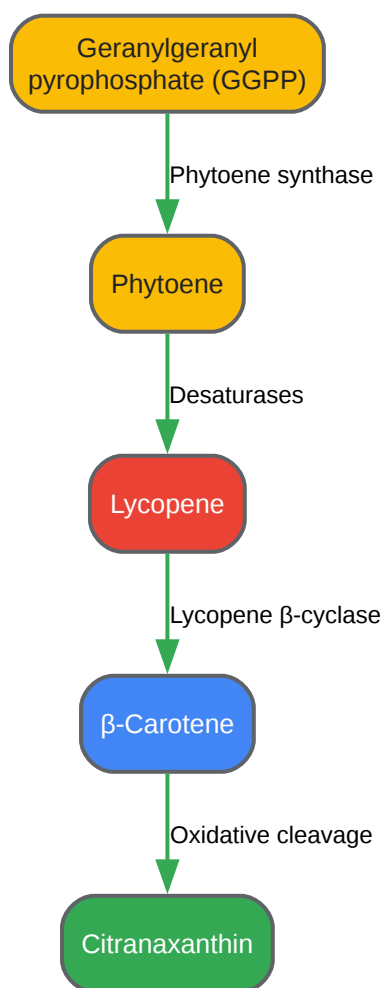 Geranylgeranyl
pyrophosphate (GGPP)
Phytoene synthase
Phytoene
Desaturases
Lycopene
Lycopene β-cyclase
β-Carotene
Oxidative cleavage
Citranaxanthin